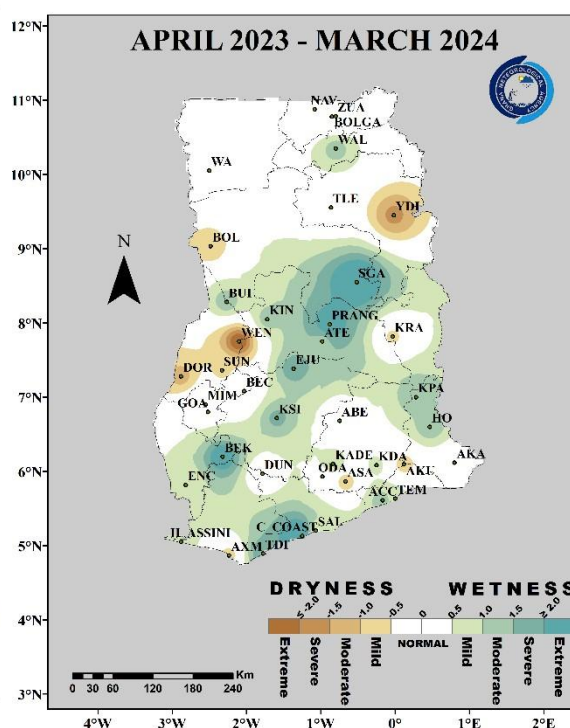 APRIL 2023 - MARCH 2024
12°N
11°N
10°N
9°N
8°N
7°N
6°N
5°N
4°N
3°N
GHANA METEOROLOGICAL AGENCY
NAV
ZUA
BOLGA
WAL
WA
TLE
YDI
N
BOL
SGA
BUI
KIN
PRANG
WEN
ATE
KRA
SUN
EJU
DOR
BEC
KPA
MIM
GOA
KSI
ABE
HO
BEK
DUN
KADE
KDA
AKA
ODA
ASA
AKU
ENC
ACC
TEM
C_COAST
SAL
JI_ASSINI
AXM
TDI
DRYNESS WETNESS
≤ -2.0 -1.5 -1.0 -0.5 0 0.5 1.0 1.5 ≥ 2.0
Extreme Severe Moderate Mild NORMAL Mild Moderate Severe Extreme
0 30 60 120 180 240 Km
4°W 3°W 2°W 1°W 0° 1°E 2°E